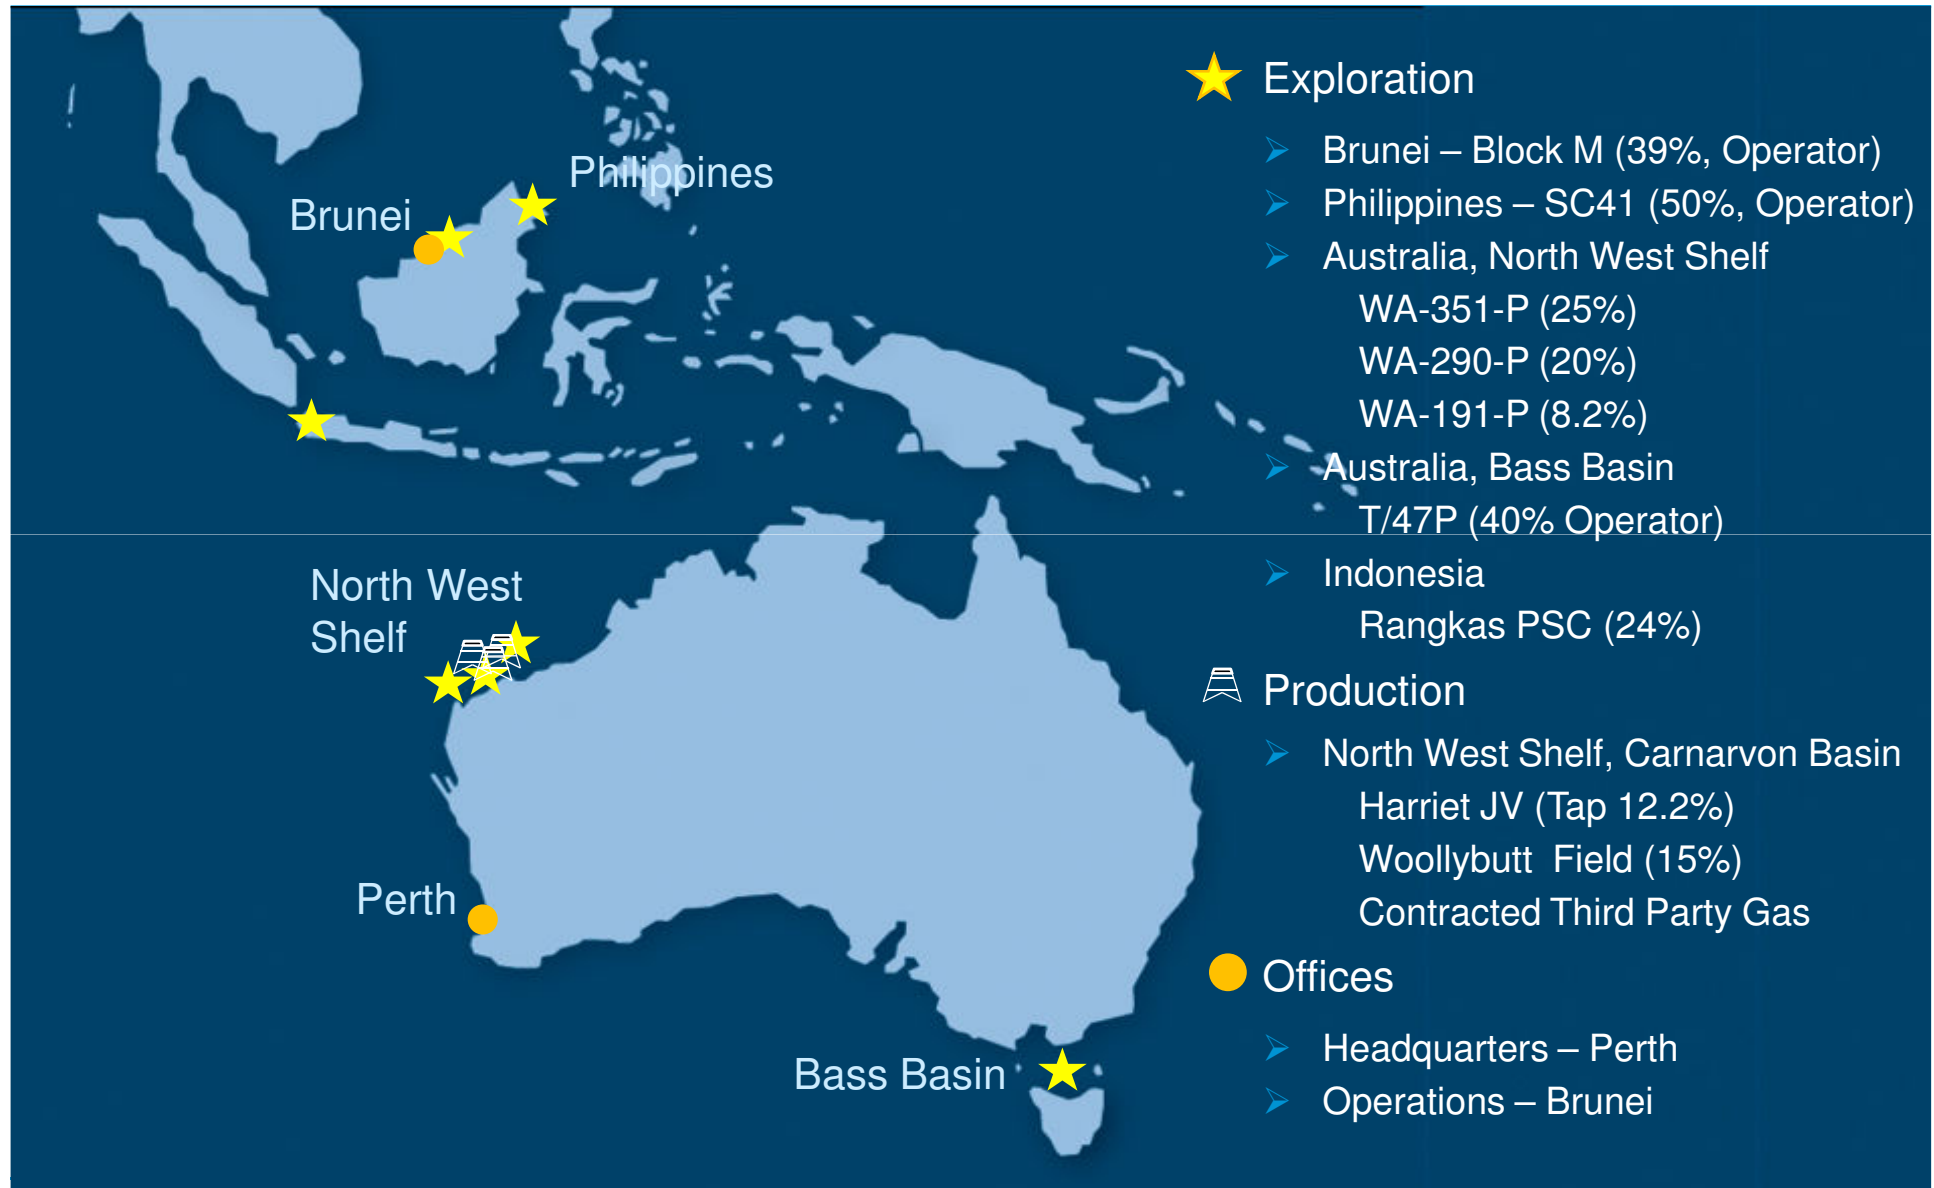 Philippines
Brunei
North West
Shelf
Perth
Bass Basin
Exploration
Brunei – Block M (39%, Operator)
Philippines – SC41 (50%, Operator)
Australia, North West Shelf
WA-351-P (25%)
WA-290-P (20%)
WA-191-P (8.2%)
Australia, Bass Basin
T/47P (40% Operator)
Indonesia
Rangkas PSC (24%)
Production
North West Shelf, Carnarvon Basin
Harriet JV (Tap 12.2%)
Woollybutt  Field (15%)
Contracted Third Party Gas
Offices
Headquarters – Perth
Operations – Brunei